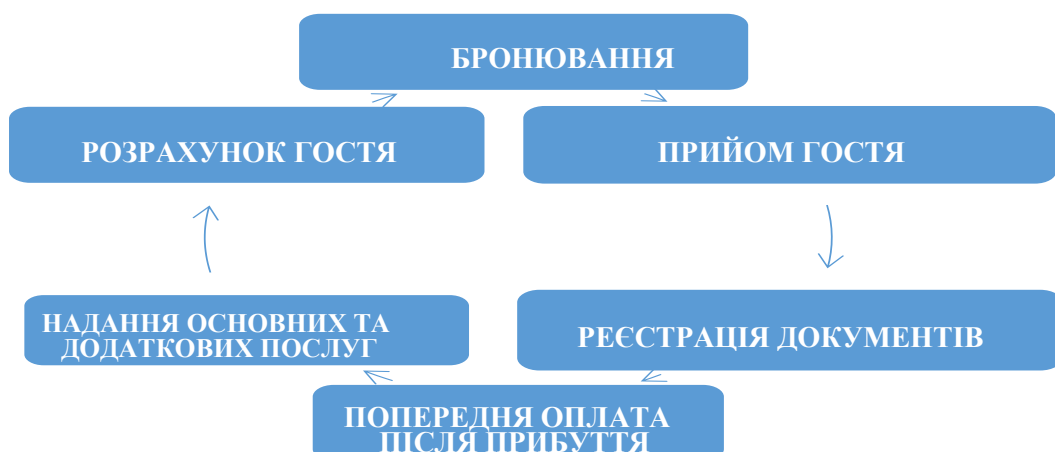 БРОНЮВАННЯ
РОЗРАХУНОК ГОСТЯ
ПРИЙОМ ГОСТЯ
НАДАННЯ ОСНОВНИХ ТА
ДОДАТКОВИХ ПОСЛУГ
РЕЄСТРАЦІЯ ДОКУМЕНТІВ
ПОПЕРЕДНЯ ОПЛАТА
ПІСЛЯ ПРИБУТТЯ